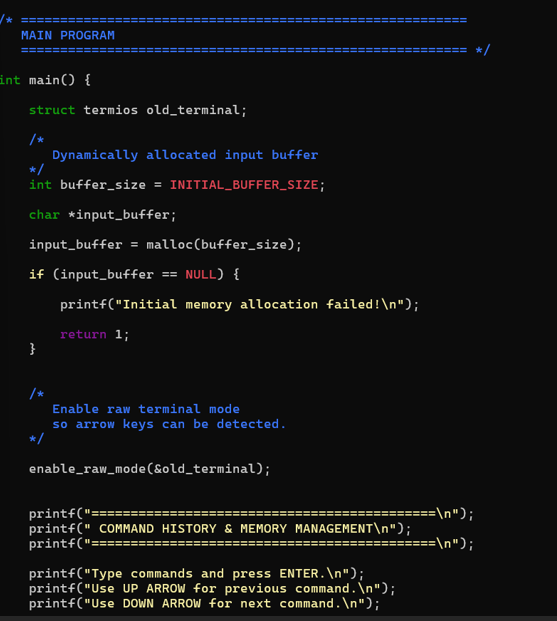 /* =========================================================
   MAIN PROGRAM
   ========================================================= */
int main() {
    struct termios old_terminal;
    /*
       Dynamically allocated input buffer
    */
    int buffer_size = INITIAL_BUFFER_SIZE;
    char *input_buffer;
    input_buffer = malloc(buffer_size);
    if (input_buffer == NULL) {
        printf("Initial memory allocation failed!\n");
        return 1;
    }
    /*
       Enable raw terminal mode
       so arrow keys can be detected.
    */
    enable_raw_mode(&old_terminal);
    printf("============================================\n");
    printf(" COMMAND HISTORY & MEMORY MANAGEMENT\n");
    printf("============================================\n");
    printf("Type commands and press ENTER.\n");
    printf("Use UP ARROW for previous command.\n");
    printf("Use DOWN ARROW for next command.\n");